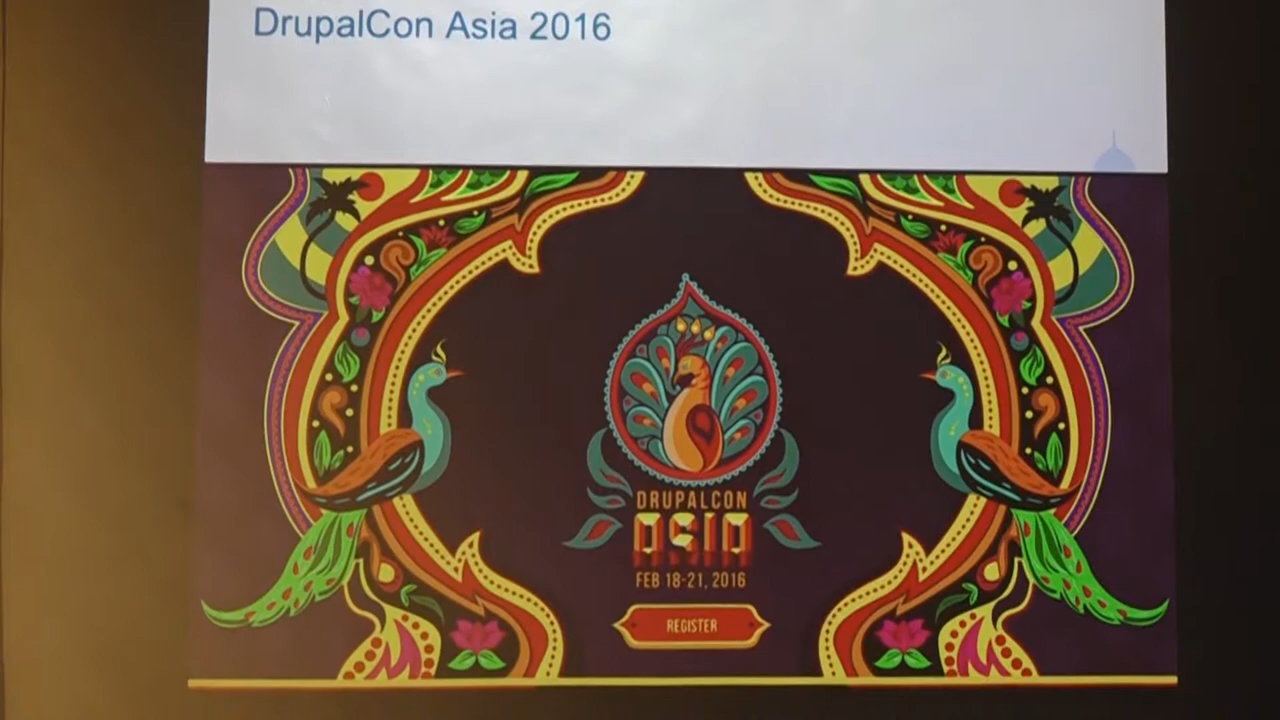 DrupalCon Asia 2016
DRUPALCON
ASIA
FEB 18-21, 2016
REGISTER